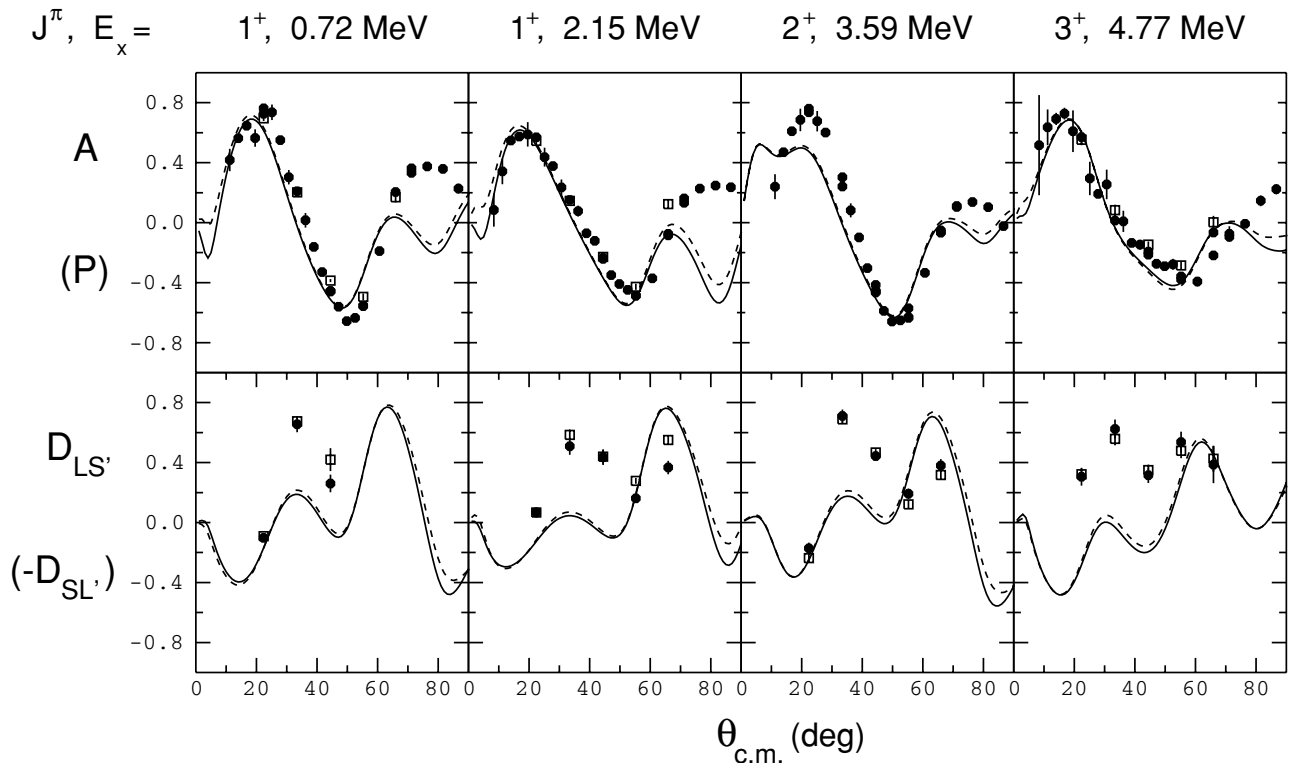 J^π, E_x = 1⁺, 0.72 MeV 1⁺, 2.15 MeV 2⁺, 3.59 MeV 3⁺, 4.77 MeV
0.8
A
0.4
0.0
(P)
-0.4
-0.8
0.8
D_LS'
0.4
0.0
(-D_SL')
-0.4
-0.8
0 20 40 60 80 0 20 40 60 80 0 20 40 60 80 0 20 40 60 80
θ_c.m. (deg)